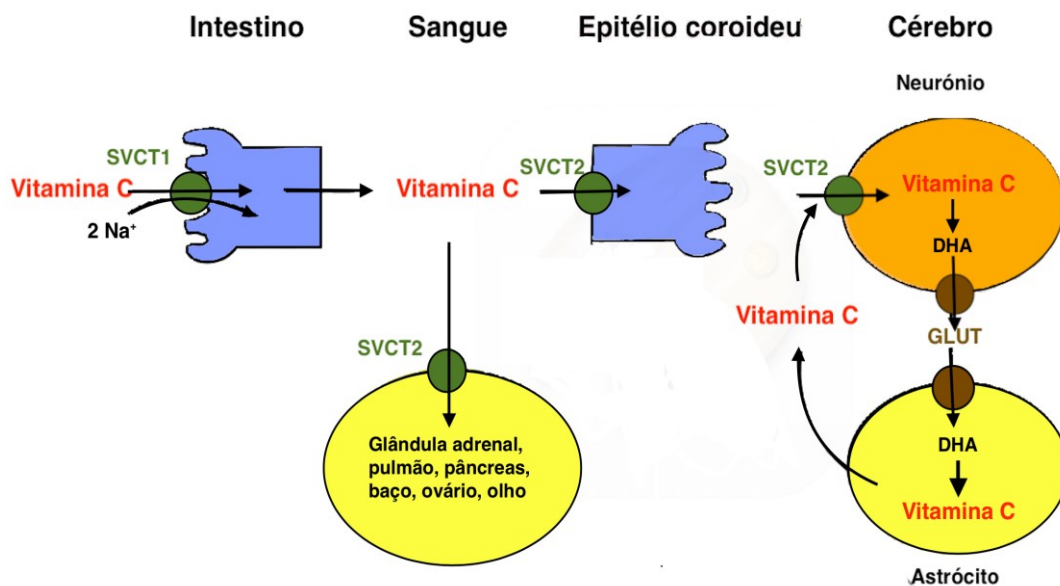 Intestino
Sangue
Epitélio coroideu
Cérebro
Neurónio
SVCT1
Vitamina C
2 Na⁺
Vitamina C
SVCT2
SVCT2
Vitamina C
DHA
Vitamina C
GLUT
SVCT2
Glândula adrenal,
pulmão, pâncreas,
baço, ovário, olho
DHA
Vitamina C
Astrócito